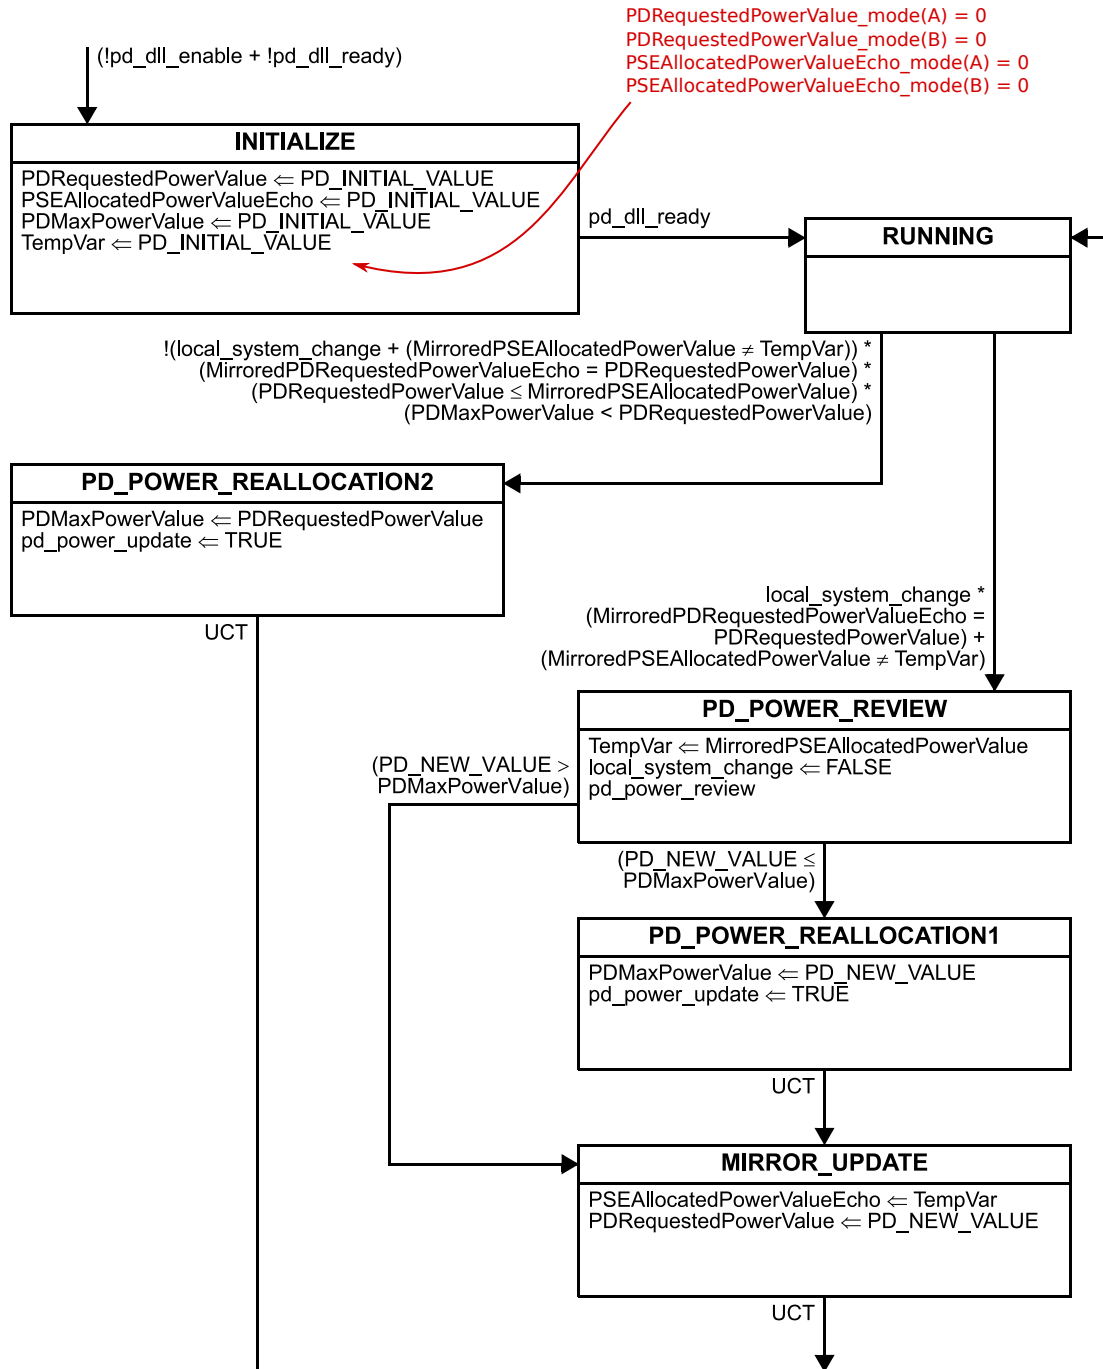 PDRequestedPowerValue_mode(A) = 0
PDRequestedPowerValue_mode(B) = 0
PSEAllocatedPowerValueEcho_mode(A) = 0
PSEAllocatedPowerValueEcho_mode(B) = 0
(!pd_dll_enable + !pd_dll_ready)
INITIALIZE
PDRequestedPowerValue ⇐ PD_INITIAL_VALUE
PSEAllocatedPowerValueEcho ⇐ PD_INITIAL_VALUE
PDMaxPowerValue ⇐ PD_INITIAL_VALUE
TempVar ⇐ PD_INITIAL_VALUE
pd_dll_ready
RUNNING
!(local_system_change + (MirroredPSEAllocatedPowerValue ≠ TempVar)) *
(MirroredPDRequestedPowerValueEcho = PDRequestedPowerValue) *
(PDRequestedPowerValue ≤ MirroredPSEAllocatedPowerValue) *
(PDMaxPowerValue < PDRequestedPowerValue)
PD_POWER_REALLOCATION2
PDMaxPowerValue ⇐ PDRequestedPowerValue
pd_power_update ⇐ TRUE
UCT
local_system_change *
(MirroredPDRequestedPowerValueEcho =
PDRequestedPowerValue) +
(MirroredPSEAllocatedPowerValue ≠ TempVar)
PD_POWER_REVIEW
TempVar ⇐ MirroredPSEAllocatedPowerValue
local_system_change ⇐ FALSE
pd_power_review
(PD_NEW_VALUE >
PDMaxPowerValue)
(PD_NEW_VALUE ≤
PDMaxPowerValue)
PD_POWER_REALLOCATION1
PDMaxPowerValue ⇐ PD_NEW_VALUE
pd_power_update ⇐ TRUE
UCT
MIRROR_UPDATE
PSEAllocatedPowerValueEcho ⇐ TempVar
PDRequestedPowerValue ⇐ PD_NEW_VALUE
UCT